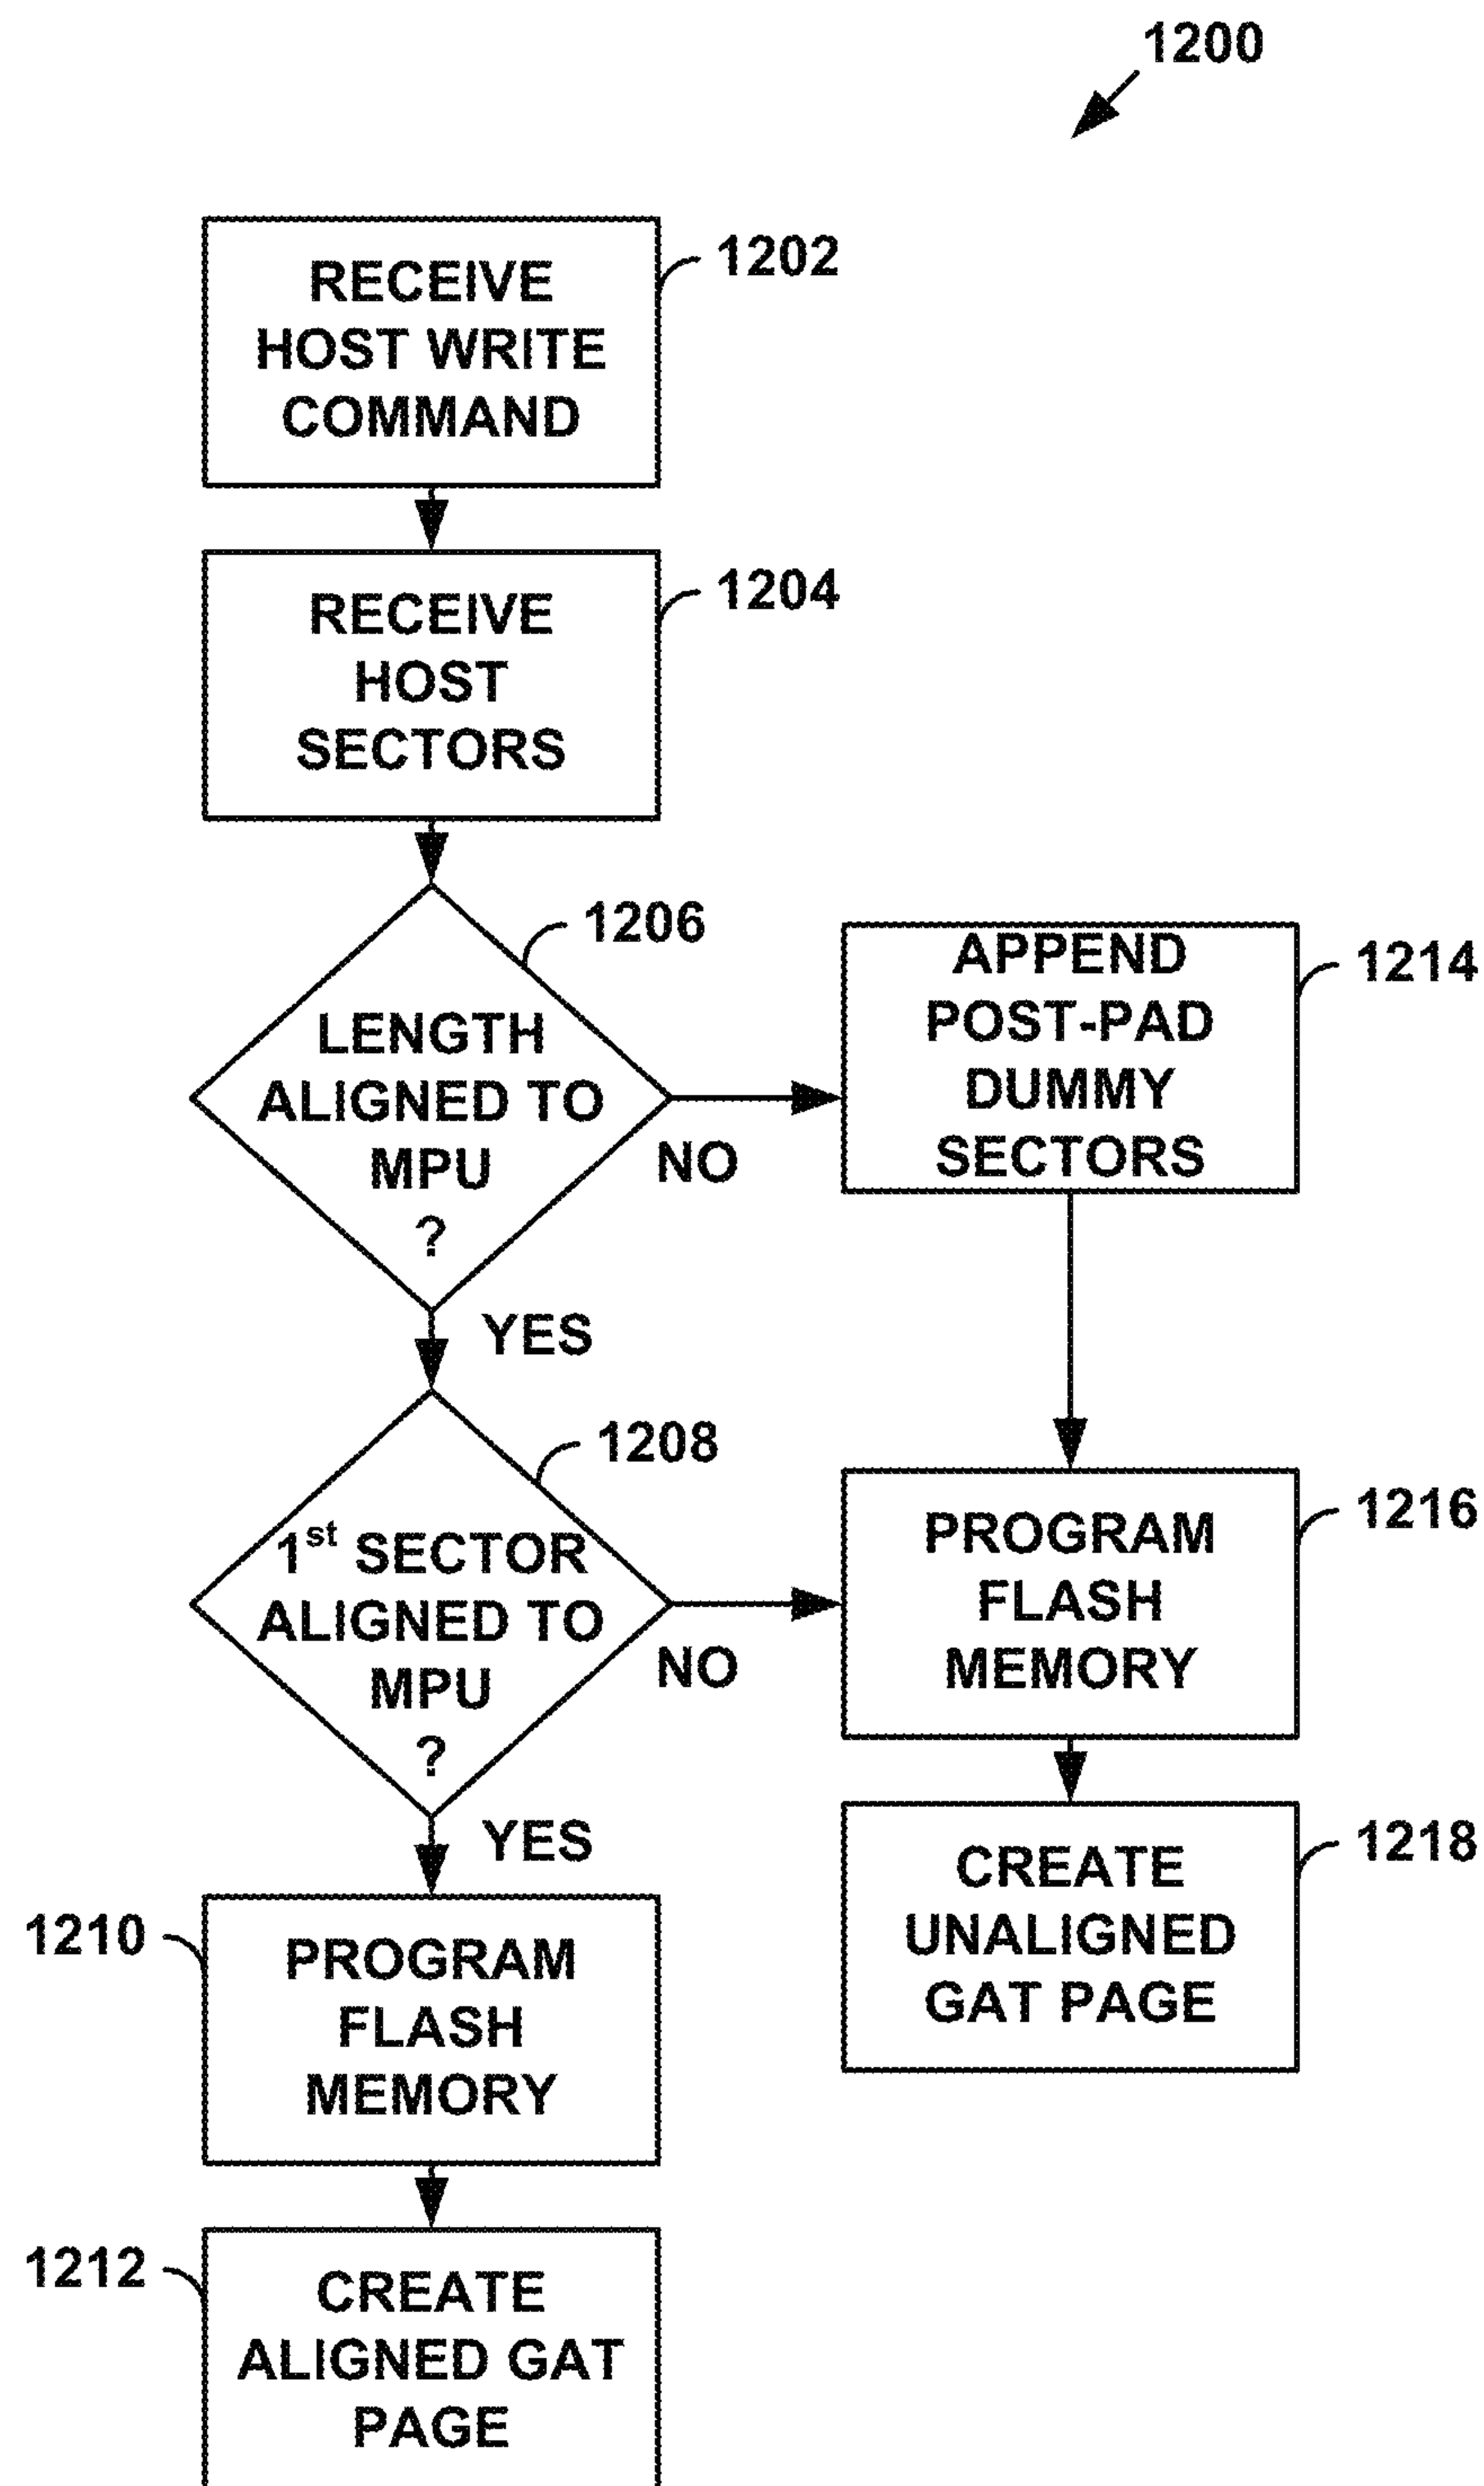 1200
RECEIVE
HOST WRITE
COMMAND
1202
RECEIVE
HOST
SECTORS
1204
LENGTH
ALIGNED TO
MPU
?
1206
NO
YES
APPEND
POST-PAD
DUMMY
SECTORS
1214
1st SECTOR
ALIGNED TO
MPU
?
1208
NO
YES
PROGRAM
FLASH
MEMORY
1216
CREATE
UNALIGNED
GAT PAGE
1218
1210
PROGRAM
FLASH
MEMORY
1212
CREATE
ALIGNED GAT
PAGE